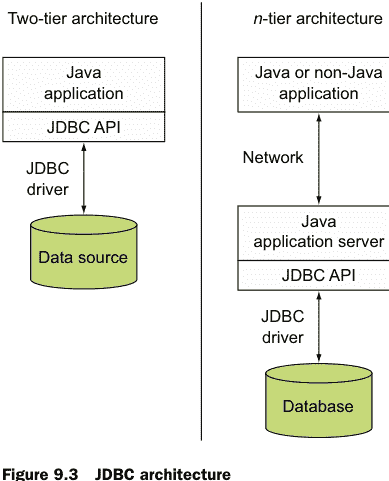 Two-tier architecture
Java
application
JDBC API
JDBC
driver
Data source
n-tier architecture
Java or non-Java
application
Network
Java
application server
JDBC API
JDBC
driver
Database
Figure 9.3 JDBC architecture